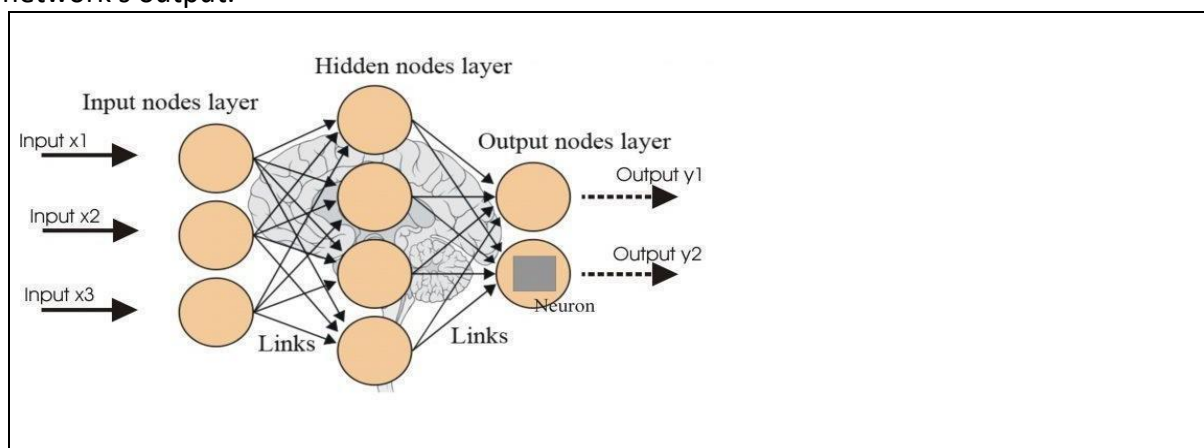 network's output.
Hidden nodes layer
Input nodes layer
Input x1
Output nodes layer
Output y1
Input x2
Output y2
Input x3
Neuron
Links
Links